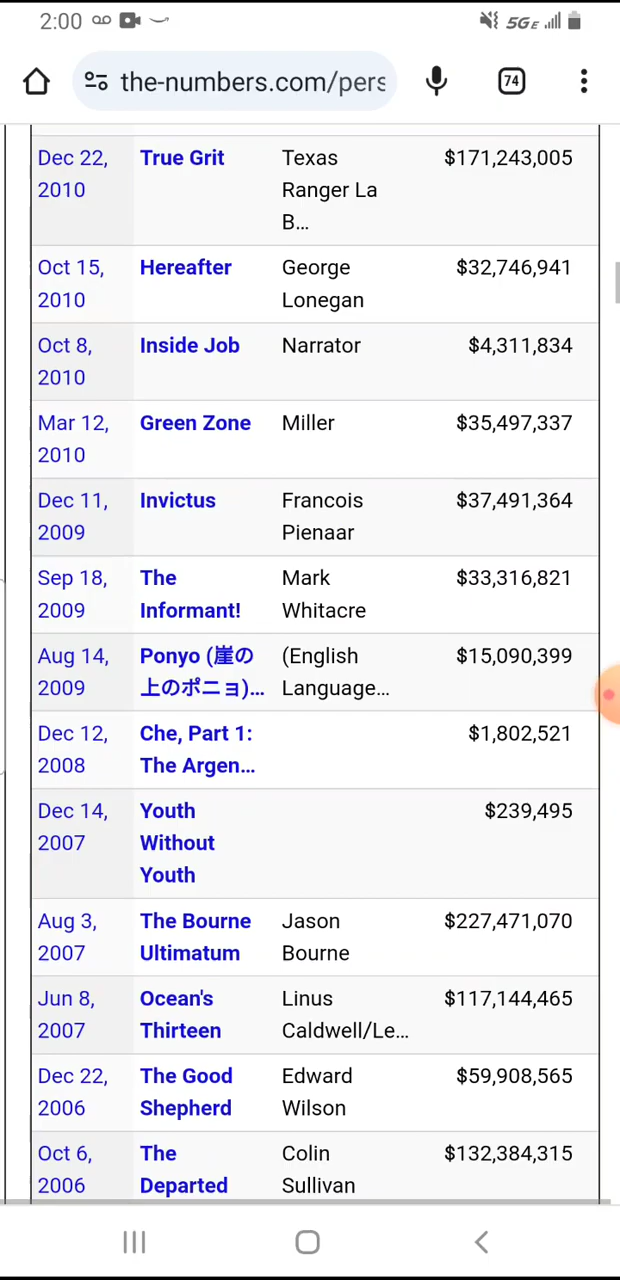 2:00
5GE
the-numbers.com/pers
74
Dec 22, True Grit Texas $171,243,005
2010 Ranger La
B...
Oct 15, Hereafter George $32,746,941
2010 Lonegan
Oct 8, Inside Job Narrator $4,311,834
2010
Mar 12, Green Zone Miller $35,497,337
2010
Dec 11, Invictus Francois $37,491,364
2009 Pienaar
Sep 18, The Mark $33,316,821
2009 Informant! Whitacre
Aug 14, Ponyo (崖の (English $15,090,399
2009 上のポニョ)... Language...
Dec 12, Che, Part 1: $1,802,521
2008 The Argen...
Dec 14, Youth $239,495
2007 Without
Youth
Aug 3, The Bourne Jason $227,471,070
2007 Ultimatum Bourne
Jun 8, Ocean's Linus $117,144,465
2007 Thirteen Caldwell/Le...
Dec 22, The Good Edward $59,908,565
2006 Shepherd Wilson
Oct 6, The Colin $132,384,315
2006 Departed Sullivan